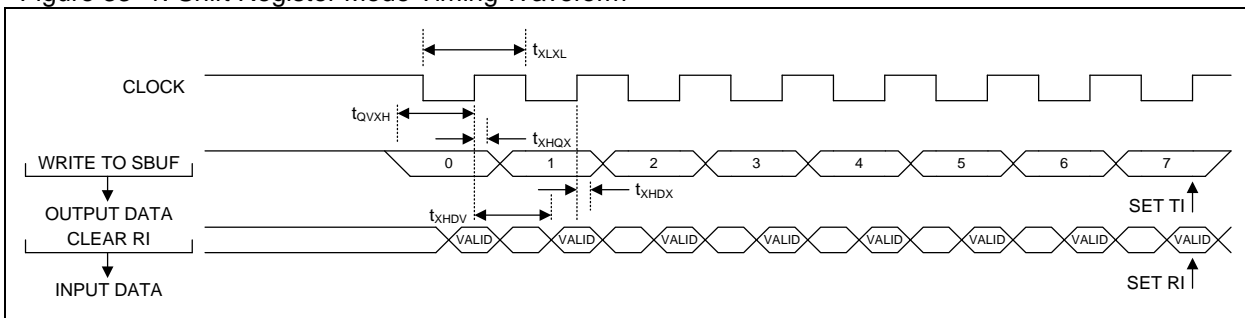 Figure Shift Register Mode Timing Waveform
tXLXL
CLOCK
tQVXH
tXHQX
WRITE TO SBUF
0 1 2 3 4 5 6 7
tXHDX
OUTPUT DATA
SET TI
tXHDV
CLEAR RI
VALID VALID VALID VALID VALID VALID VALID VALID
SET RI
INPUT DATA